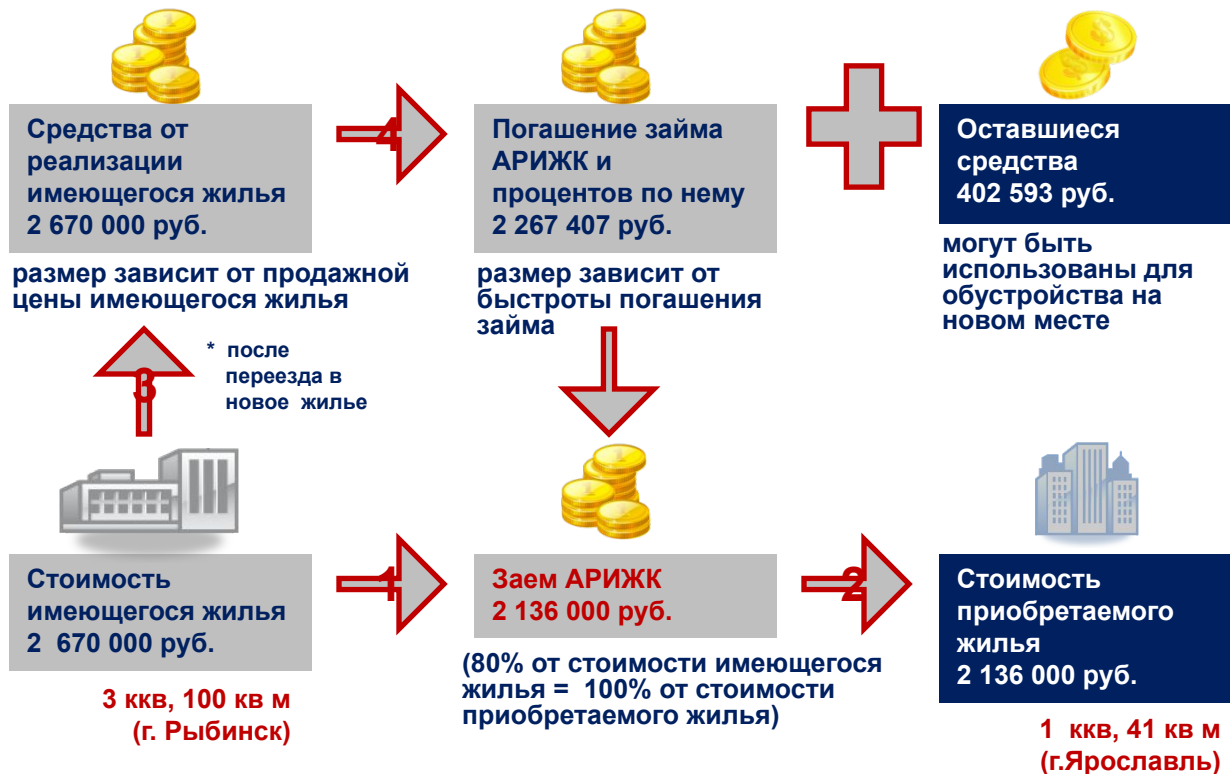 Средства от
реализации
имеющегося жилья
2 670 000 руб.
4
Погашение займа
АРИЖК и
процентов по нему
2 267 407 руб.
Оставшиеся
средства
402 593 руб.
размер зависит от продажной
цены имеющегося жилья
размер зависит от
быстроты погашения
займа
могут быть
использованы для
обустройства на
новом месте
3
* после
переезда в
новое жилье
Стоимость
имеющегося жилья
2 670 000 руб.
1
Заем АРИЖК
2 136 000 руб.
2
Стоимость
приобретаемого
жилья
2 136 000 руб.
3 ккв, 100 кв м
(г. Рыбинск)
(80% от стоимости имеющегося
жилья = 100% от стоимости
приобретаемого жилья)
1 ккв, 41 кв м
(г.Ярославль)